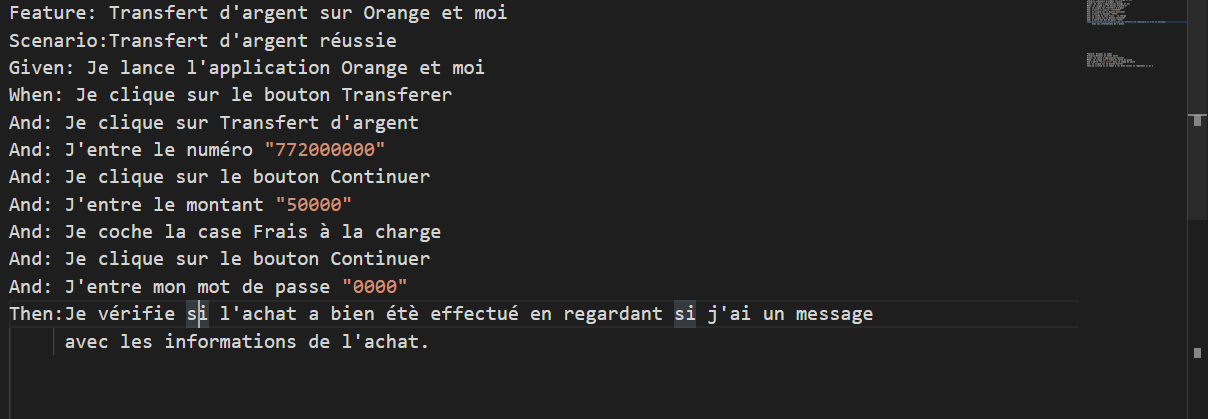 Feature: Transfert d'argent sur Orange et moi
Scenario:Transfert d'argent réussie
Given: Je lance l'application Orange et moi
When: Je clique sur le bouton Transferer
And: Je clique sur Transfert d'argent
And: J'entre le numéro "772000000"
And: Je clique sur le bouton Continuer
And: J'entre le montant "50000"
And: Je coche la case Frais à la charge
And: Je clique sur le bouton Continuer
And: J'entre mon mot de passe "0000"
Then:Je vérifie si l'achat a bien étè effectué en regardant si j'ai un message
avec les informations de l'achat.